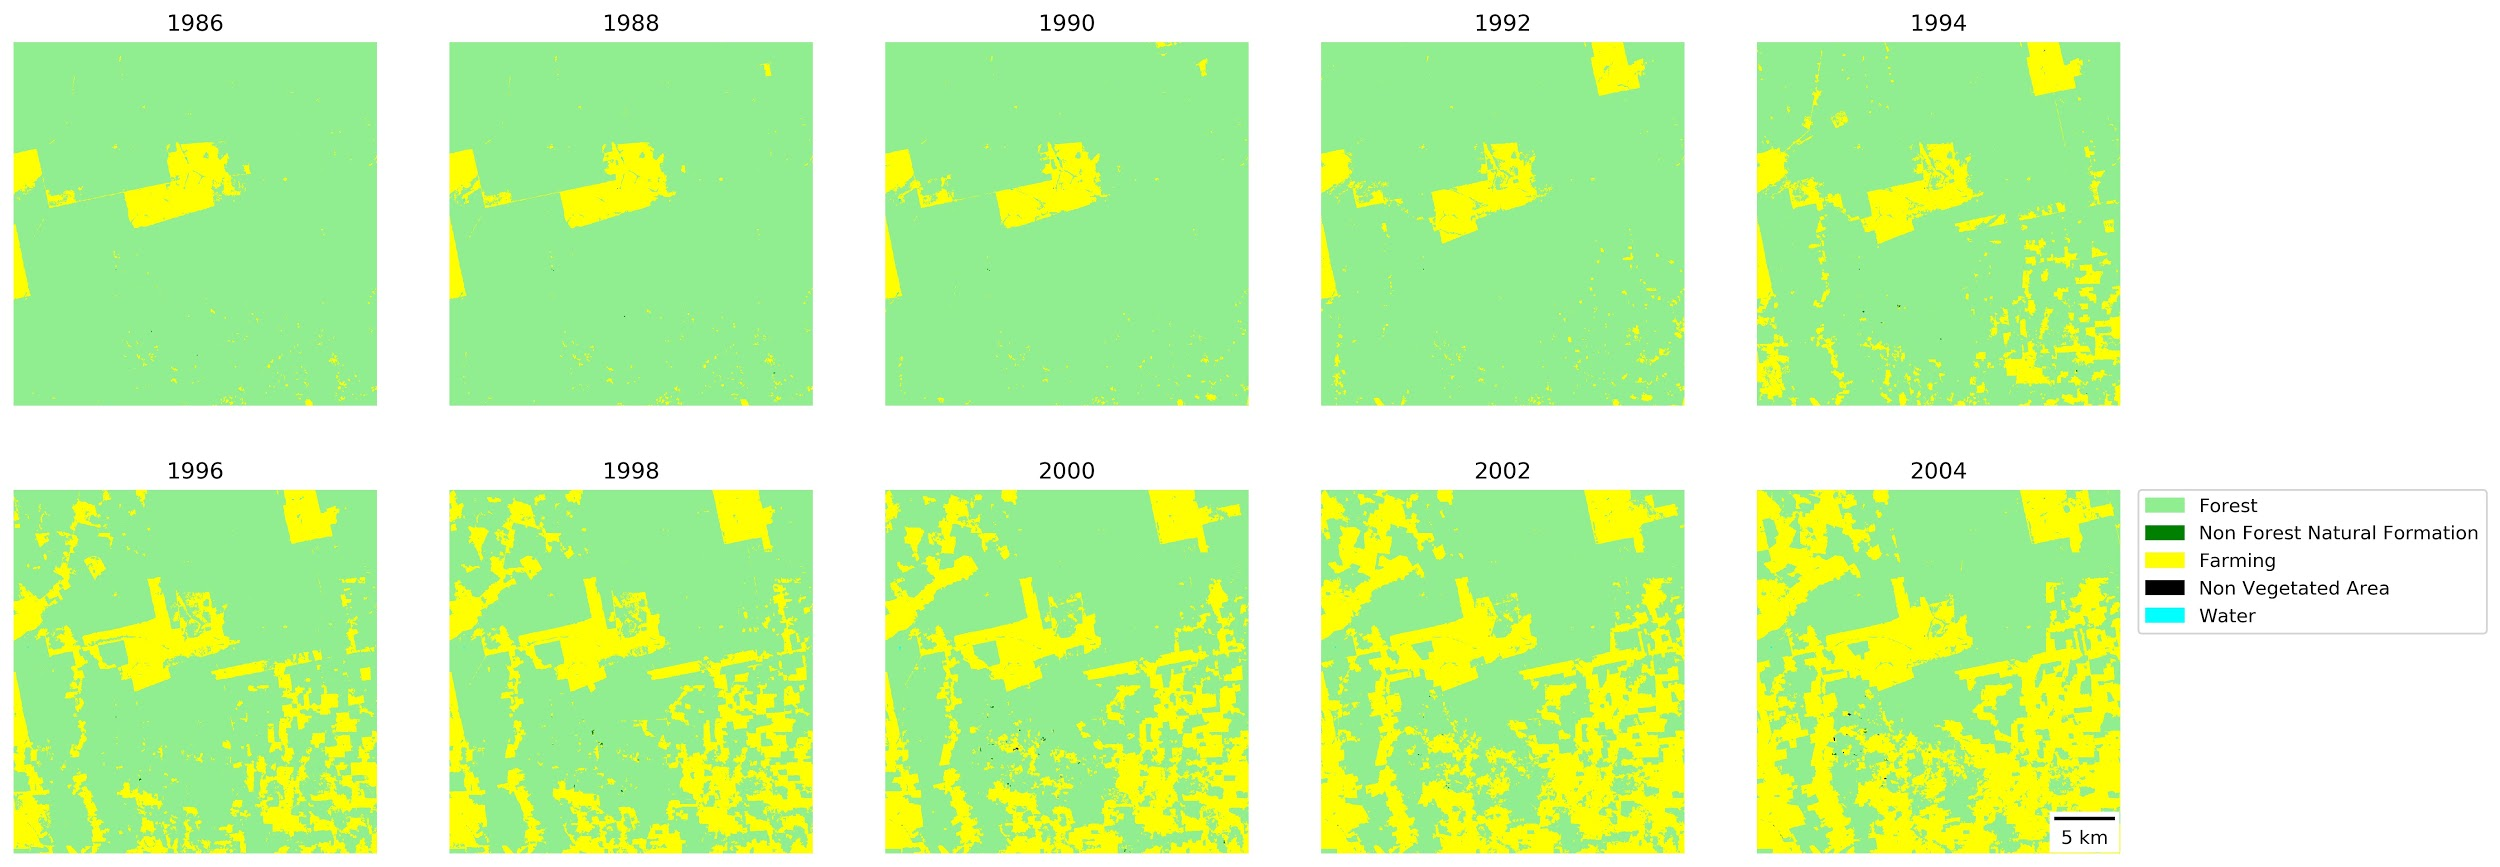 1986
1988
1990
1992
1994
1996
1998
2000
2002
2004
Forest
Non Forest Natural Formation
Farming
Non Vegetated Area
Water
5 km